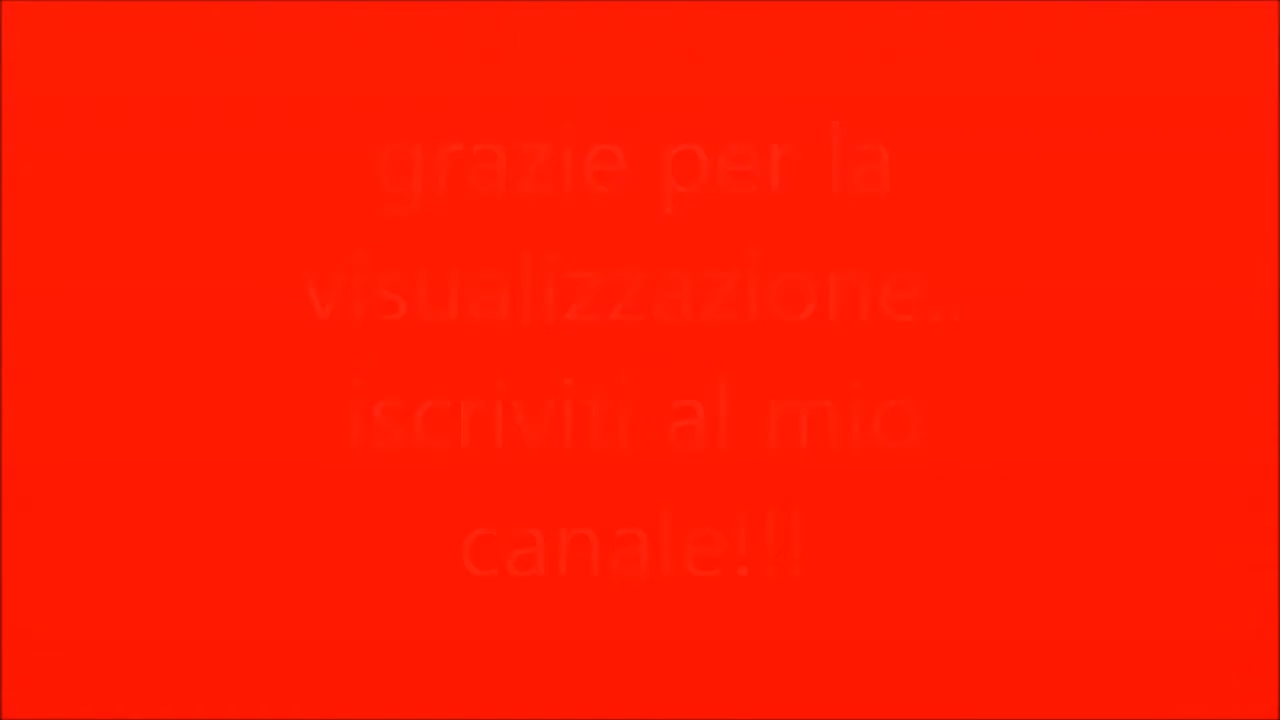 grazie per la
visualizzazione..
iscriviti al mio
canale!!!